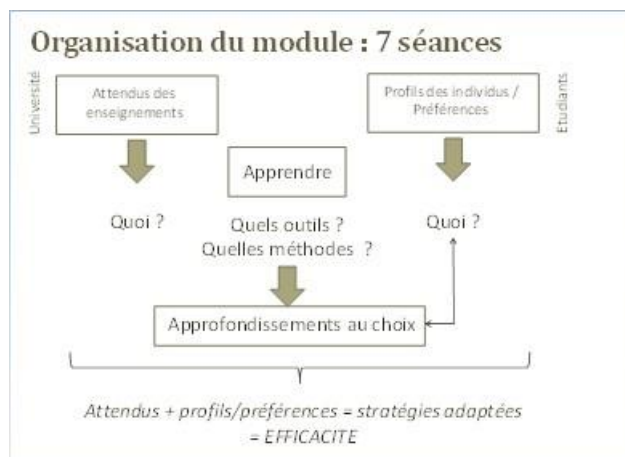 Organisation du module : 7 séances
Université
Attendus des
enseignements
Profils des individus /
Préférences
Etudiants
Apprendre
Quoi ?
Quels outils ?
Quelles méthodes ?
Quoi ?
Approfondissements au choix
Attendus + profils/préférences = stratégies adaptées
= EFFICACITE